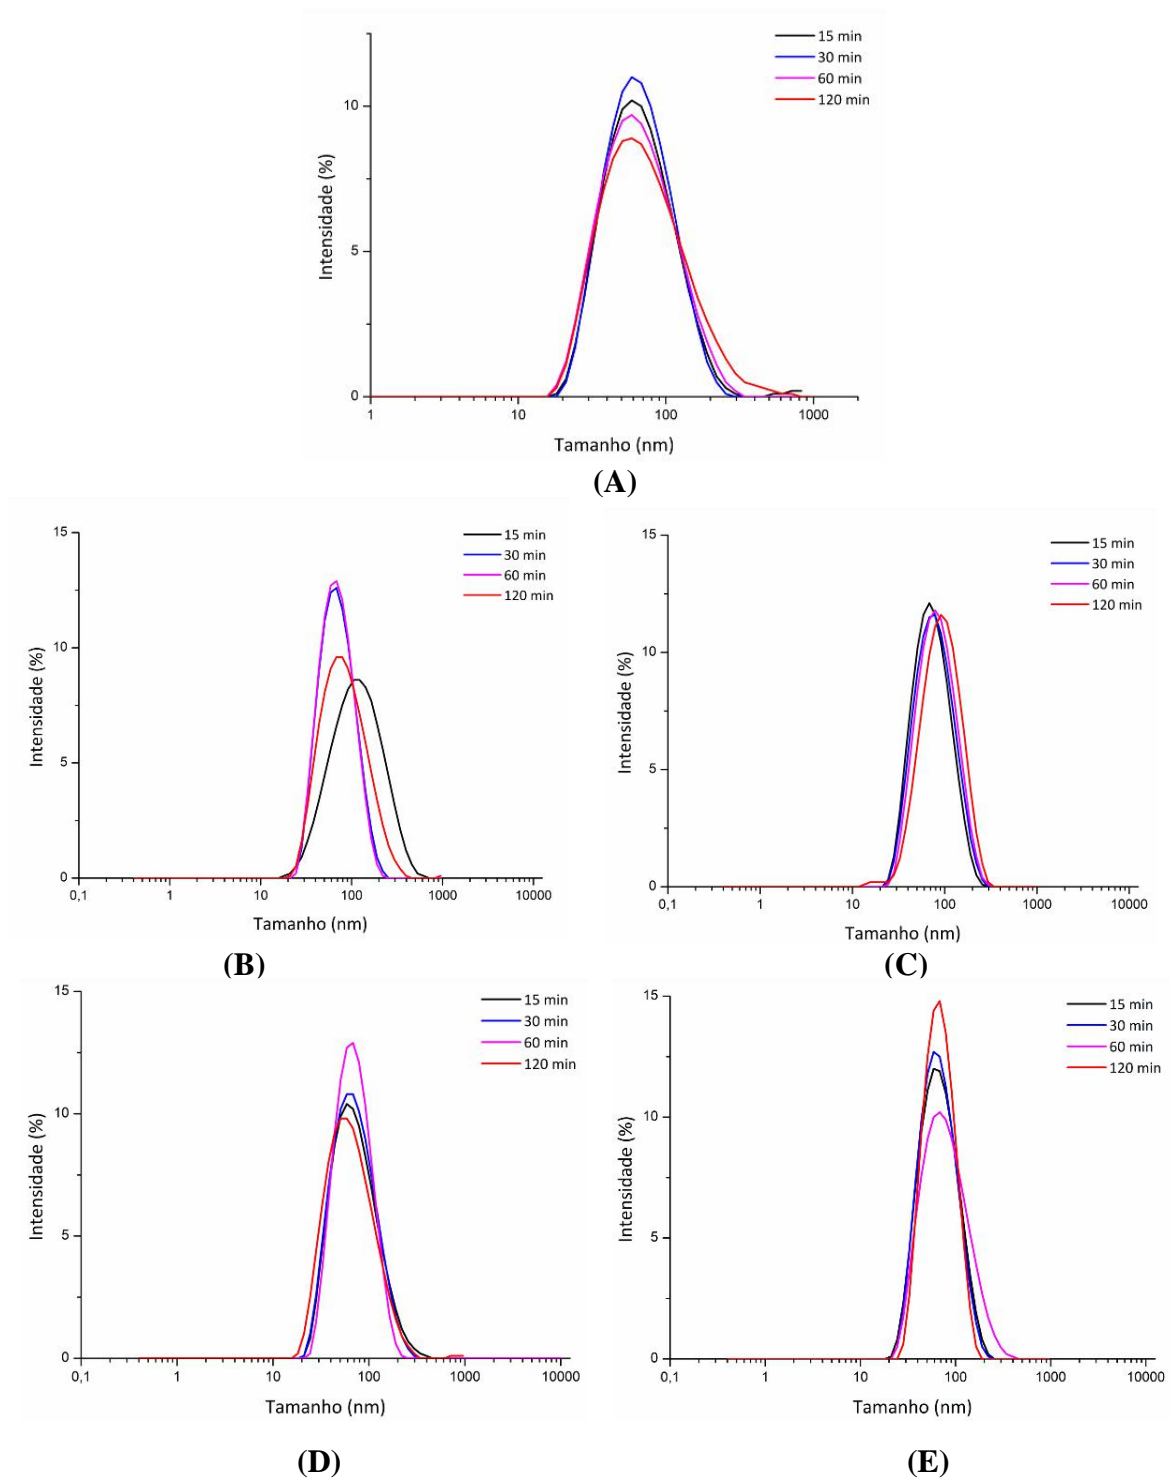 15 min
30 min
60 min
120 min
10
5
0
Intensidade (%)
1 10 100 1000
Tamanho (nm)
(A)
15
10
5
0
Intensidade (%)
15 min
30 min
60 min
120 min
0,1 1 10 100 1000 10000
Tamanho (nm)
(B)
15
10
5
0
Intensidade (%)
15 min
30 min
60 min
120 min
0,1 1 10 100 1000 10000
Tamanho (nm)
(C)
15
10
5
0
Intensidade (%)
15 min
30 min
60 min
120 min
0,1 1 10 100 1000 10000
Tamanho (nm)
(D)
15
10
5
0
Intensidade (%)
15 min
30 min
60 min
120 min
0,1 1 10 100 1000 10000
Tamanho (nm)
(E)